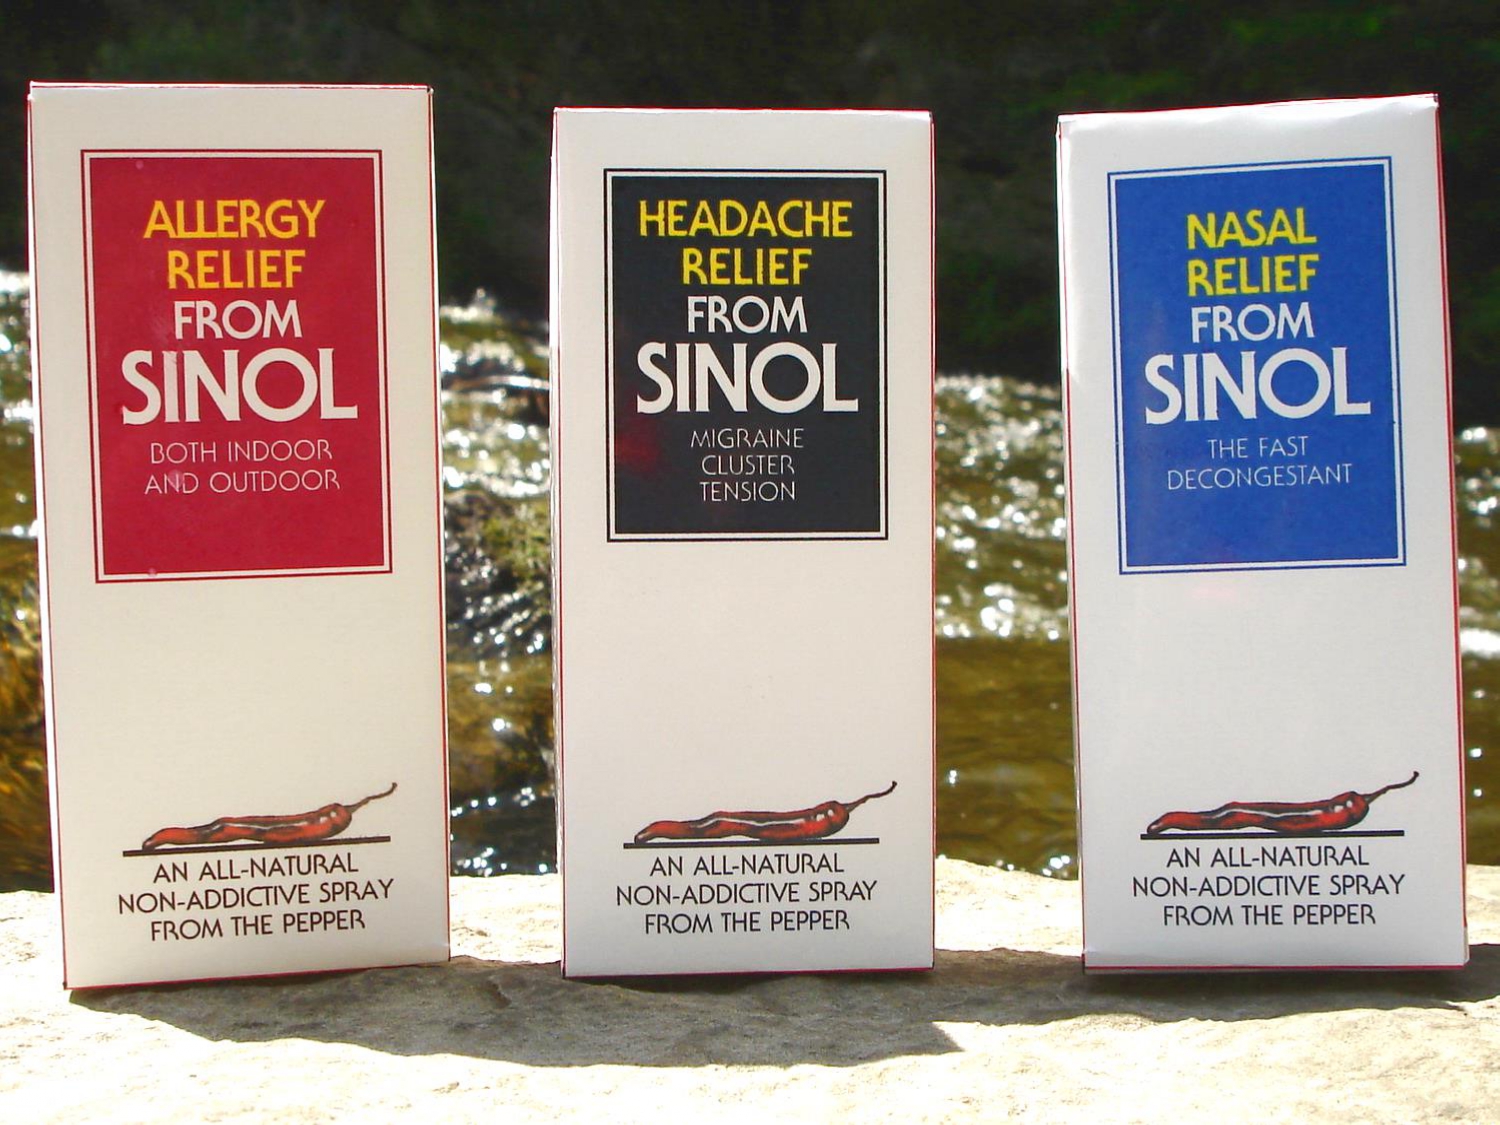 ALLERGY
RELIEF
FROM
SINOL
BOTH INDOOR
AND OUTDOOR
AN ALL-NATURAL
NON-ADDICTIVE SPRAY
FROM THE PEPPER
HEADACHE
RELIEF
FROM
SINOL
MIGRAINE
CLUSTER
TENSION
AN ALL-NATURAL
NON-ADDICTIVE SPRAY
FROM THE PEPPER
NASAL
RELIEF
FROM
SINOL
THE FAST
DECONGESTANT
AN ALL-NATURAL
NON-ADDICTIVE SPRAY
FROM THE PEPPER